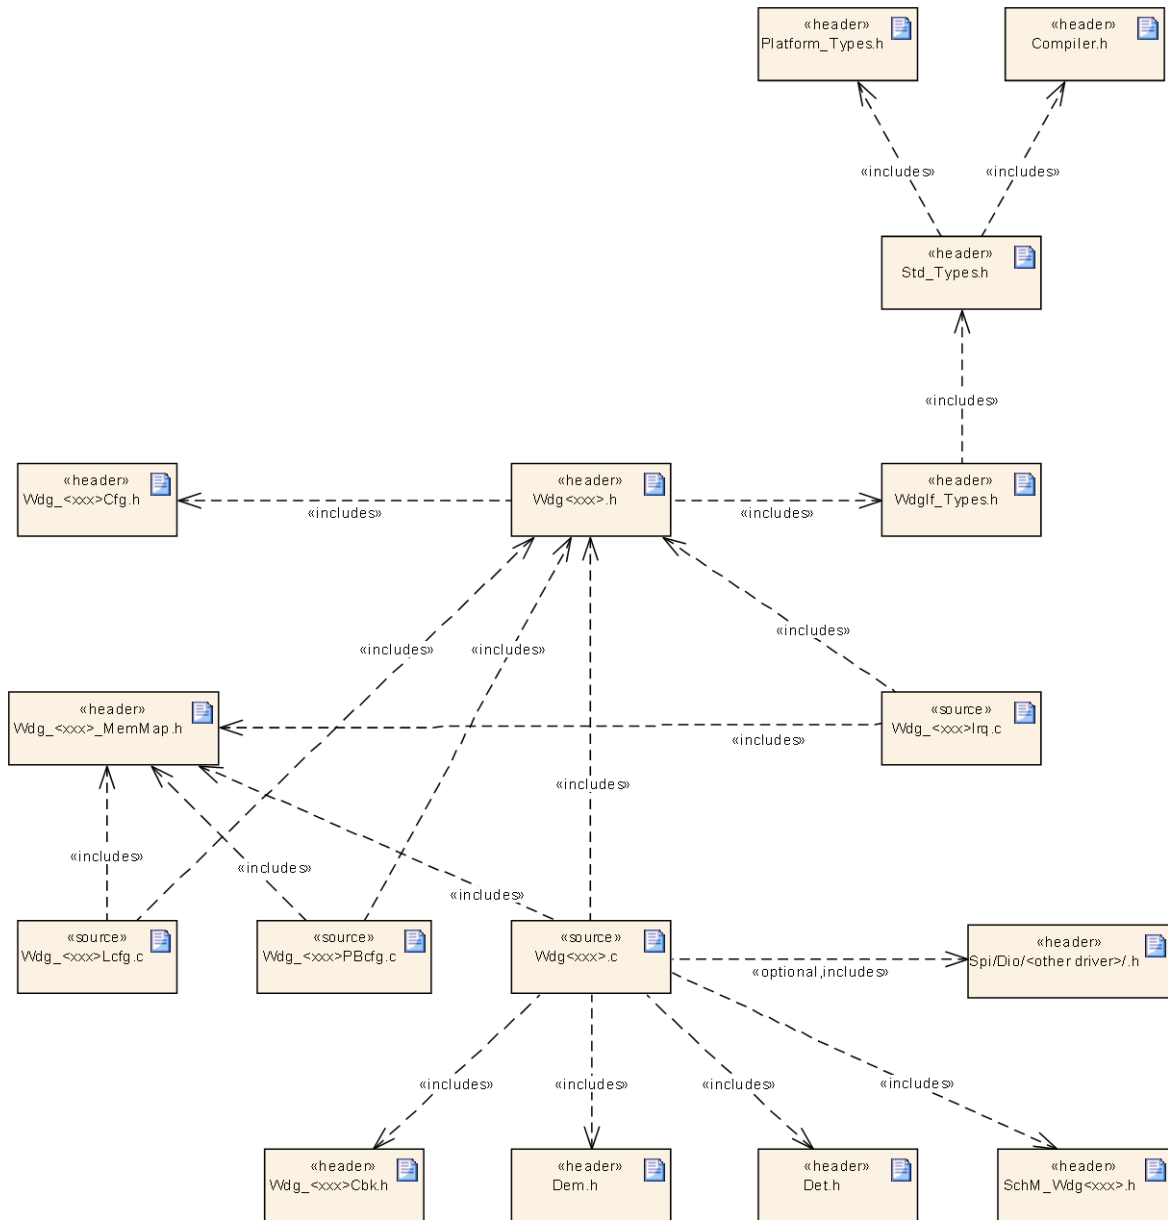 «header»
Platform_Types.h
«header»
Compiler.h
«includes»
«includes»
«header»
Std_Types.h
«includes»
«header»
Wdg_<xxx>Cfg.h
«header»
Wdg<xxx>.h
«header»
WdgIf_Types.h
«includes»
«includes»
«includes»
«includes»
«includes»
«header»
Wdg_<xxx>_MemMap.h
«source»
Wdg_<xxx>Irq.c
«includes»
«includes»
«includes»
«includes»
«includes»
«source»
Wdg_<xxx>Lcfg.c
«source»
Wdg_<xxx>PBcfg.c
«source»
Wdg<xxx>.c
«header»
Spi/Dio/<other driver>/.h
«optional,includes»
«includes»
«includes»
«includes»
«includes»
«header»
Wdg_<xxx>Cbk.h
«header»
Dem.h
«header»
Det.h
«header»
SchM_Wdg<xxx>.h